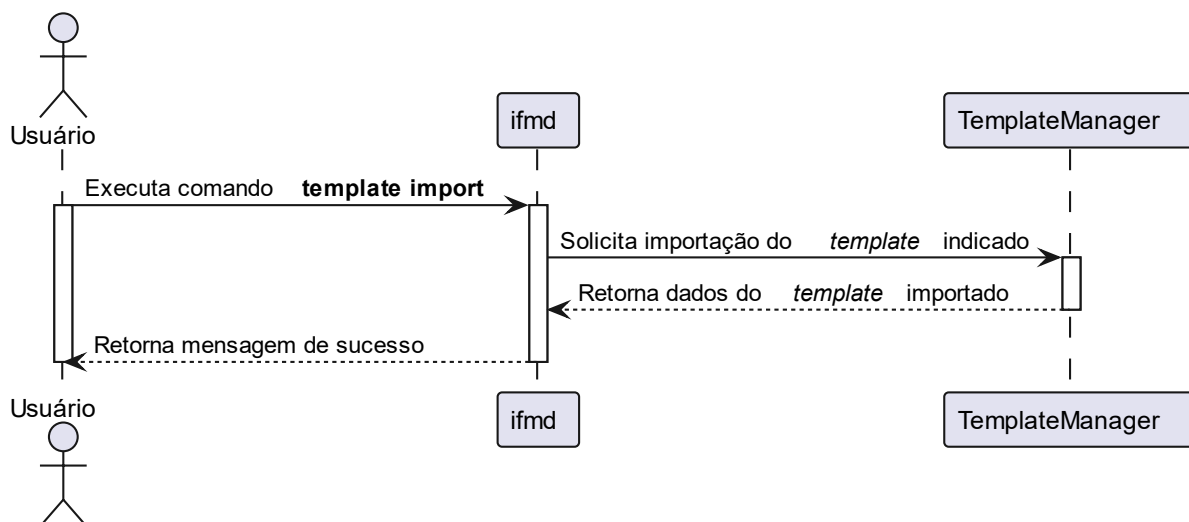 Usuário
ifmd
TemplateManager
Executa comando template import
Solicita importação do template indicado
Retorna dados do template importado
Retorna mensagem de sucesso
Usuário
ifmd
TemplateManager